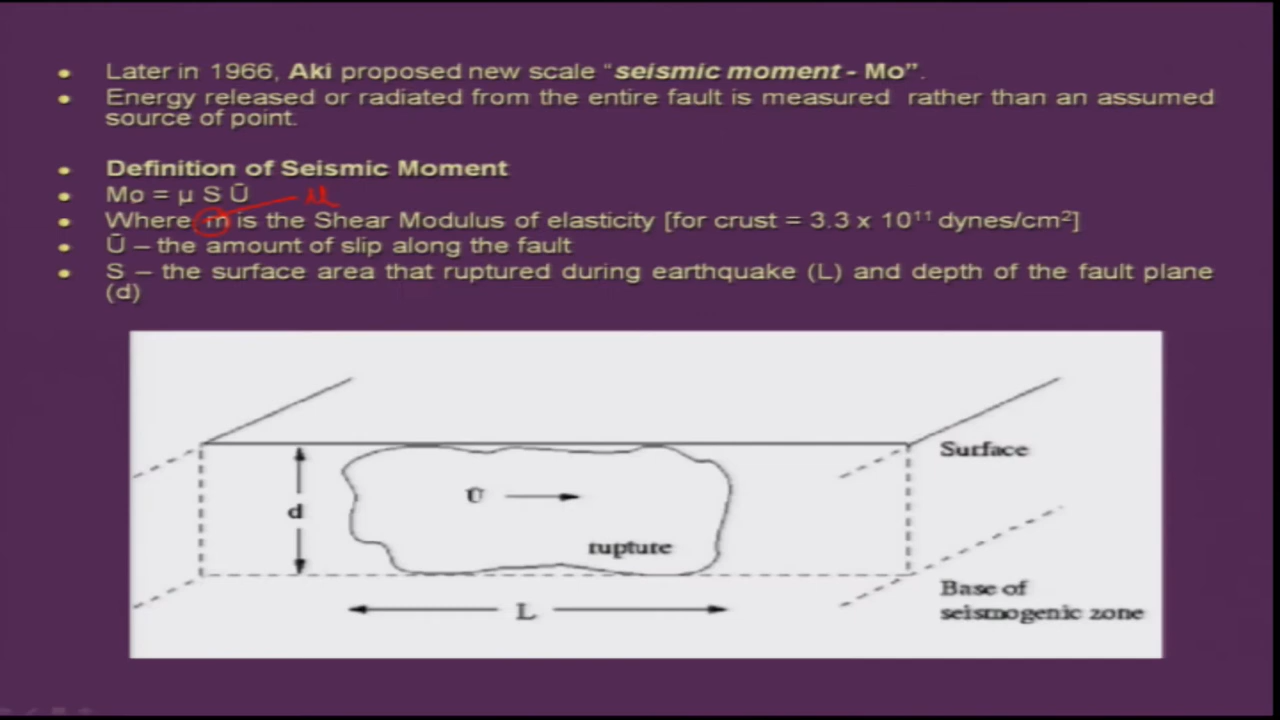 • Later in 1966, Aki proposed new scale “seismic moment - Mo”.
• Energy released or radiated from the entire fault is measured rather than an assumed
source of point.
• Definition of Seismic Moment
• Mo = µ S Ū
µ
• Where m is the Shear Modulus of elasticity [for crust = 3.3 x 10¹¹ dynes/cm²]
• Ū – the amount of slip along the fault
• S – the surface area that ruptured during earthquake (L) and depth of the fault plane
(d)
Surface
Ū
d
rupture
Base of
seismogenic zone
L